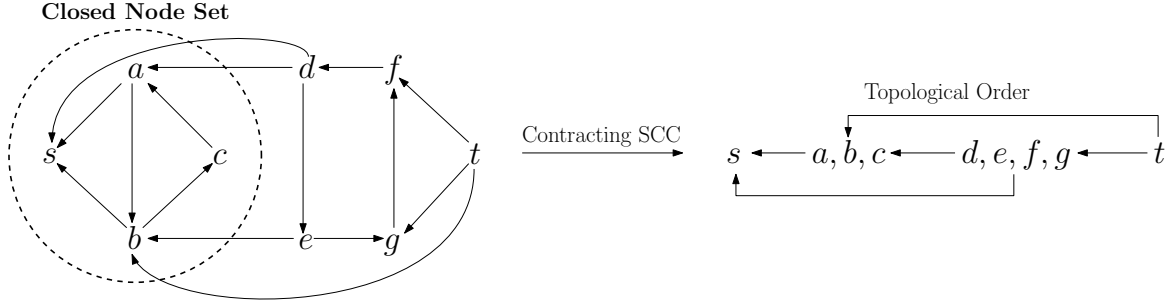 Closed Node Set
a
d
f
s
c
t
b
e
g
Contracting SCC
Topological Order
s
a, b, c
d, e, f, g
t